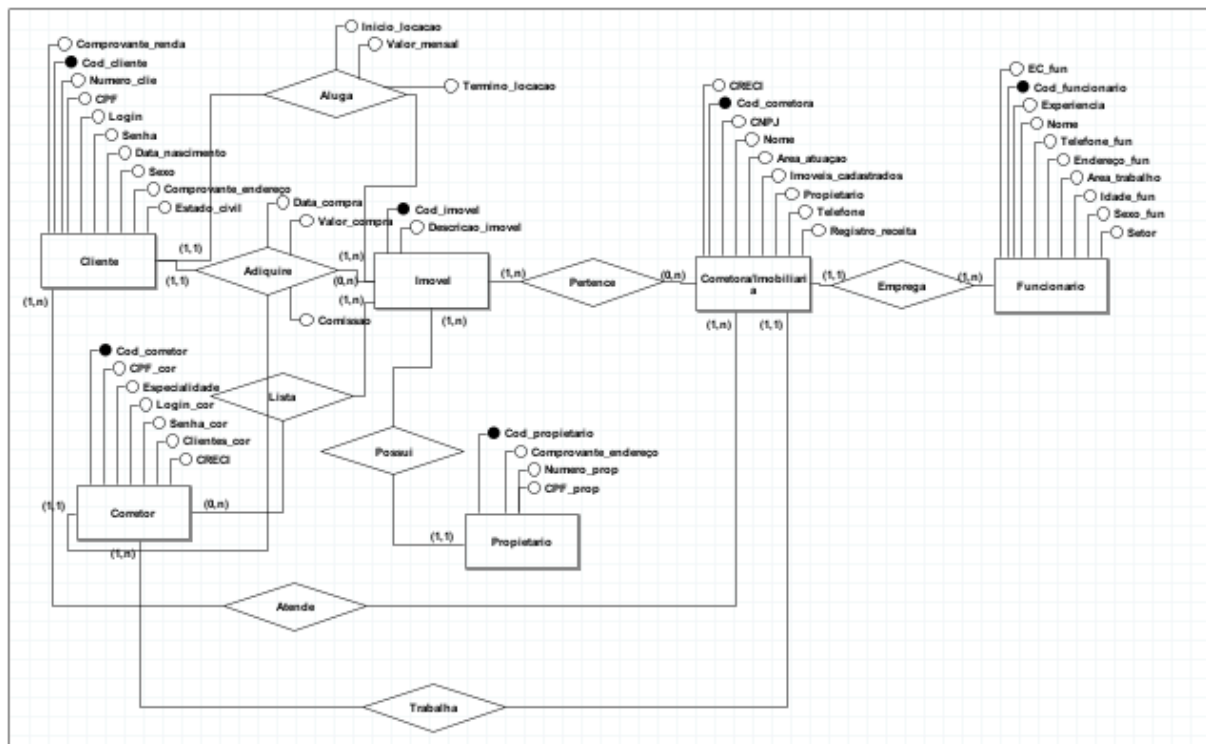 Inicio_locacao
Valor_mensal
Termino_locacao
Aluga
Comprovante_renda
Cod_cliente
Numero_clie
CPF
Login
Senha
Data_nascimento
Sexo
Comprovante_endereço
Estado_civil
Cliente
(1,1)
(1,1)
(1,n)
Data_compra
Valor_compra
Adiquire
Comissao
(1,n)
(0,n)
(1,n)
Cod_imovel
Descricao_imovel
Imovel
(1,n)
(1,n)
Pertence
(0,n)
CRECI
Cod_corretora
CNPJ
Nome
Area_atuaçao
Imoveis_cadastrados
Propietario
Telefone
Registro_receita
Corretora/Imobiliari
a
(1,n)
(1,1)
(1,1)
Emprega
(1,n)
EC_fun
Cod_funcionario
Experiencia
Nome
Telefone_fun
Endereço_fun
Area_trabalho
Idade_fun
Sexo_fun
Setor
Funcionario
Cod_corretor
CPF_cor
Especialidade
Login_cor
Senha_cor
Clientes_cor
CRECI
Corretor
(1,1)
(0,n)
(1,n)
Lista
Possui
Cod_propietario
Comprovante_endereço
Numero_prop
CPF_prop
(1,1)
Propietario
Atende
Trabalha